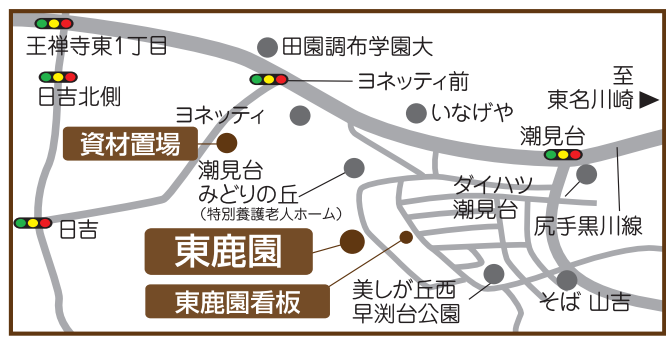 王禅寺東1丁目
田園調布学園大
日吉北側
ヨネッティ前
至
東名川崎
ヨネッティ
いなげや
資材置場
潮見台
潮見台
みどりの丘
（特別養護老人ホーム）
ダイハツ
潮見台
尻手黒川線
日吉
東鹿園
東鹿園看板
美しが丘西
早渕台公園
そば 山吉